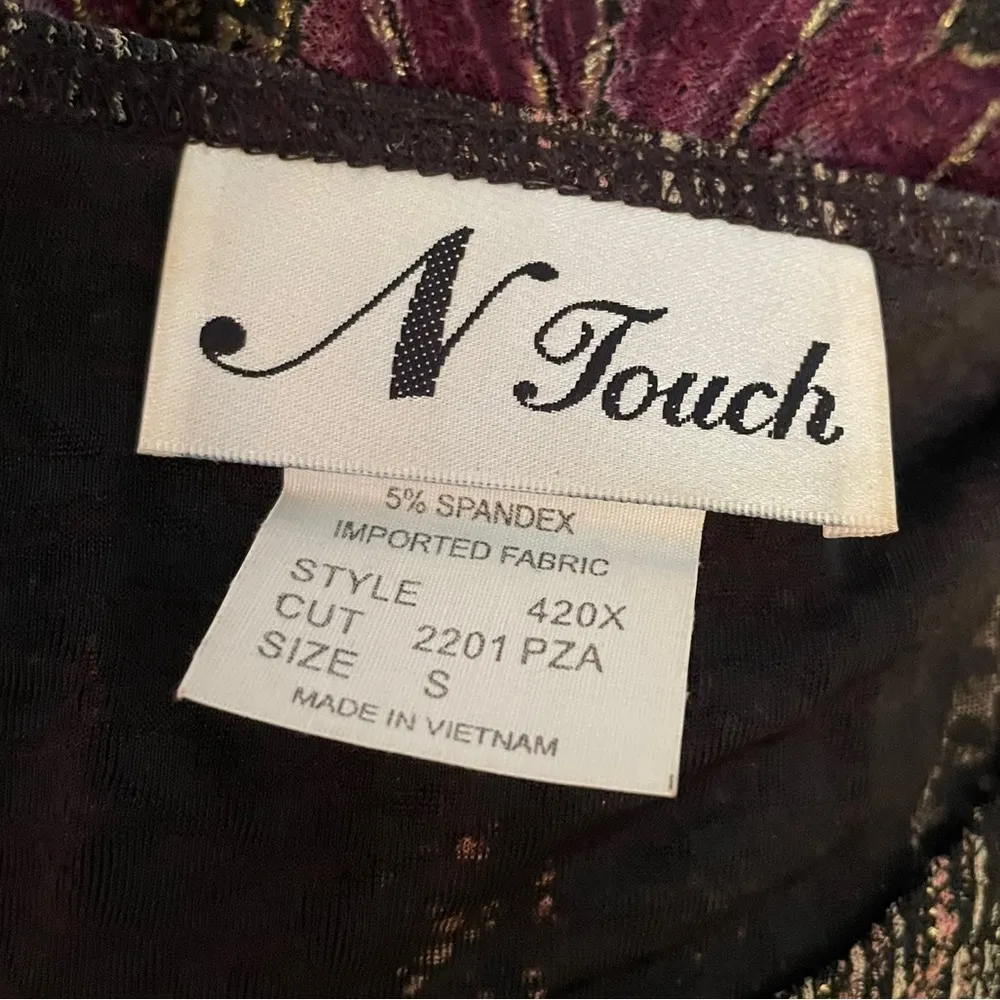 N Touch
5% SPANDEX
IMPORTED FABRIC
STYLE 420X
CUT 2201 PZA
SIZE S
MADE IN VIETNAM